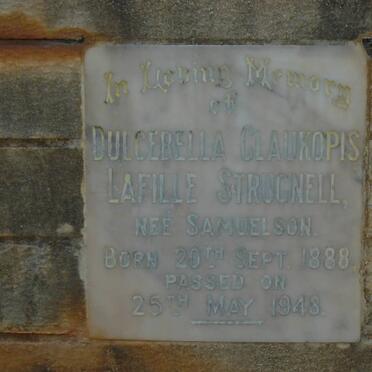 In Loving Memory
of
DULCEBELLA GLAUKOPIS
LAFILLE STRUGNELL,
NEE SAMUELSON.
BORN 20TH SEPT. 1888.
PASSED ON
25TH MAY 1948.